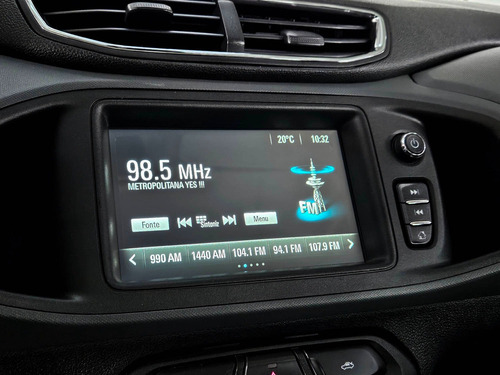 20°C 10:32
98.5 MHz
METROPOLITANA YES !!!
FM
Fonte Sintonir Menu
990 AM 1440 AM 104.1 FM 94.1 FM 107.9 FM